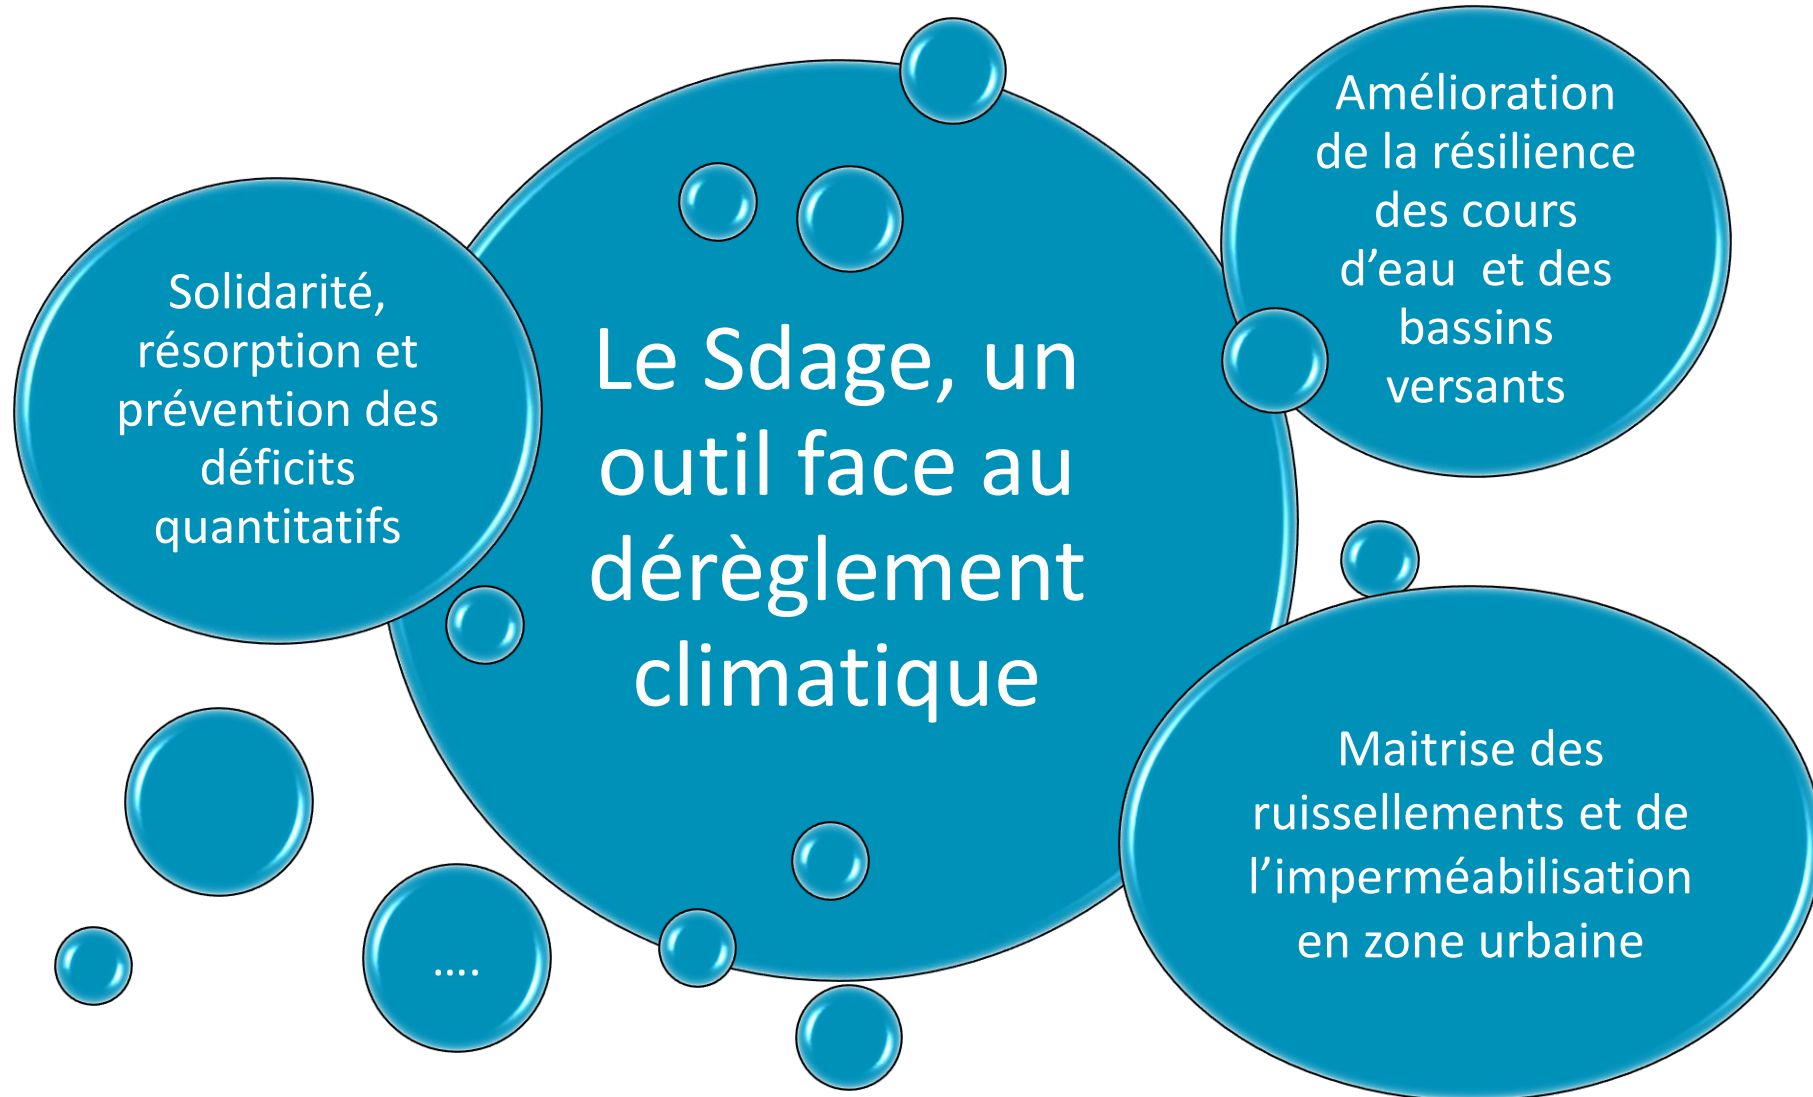 Le Sdage, un
outil face au
dérèglement
climatique
Solidarité,
résorption et
prévention des
déficits
quantitatifs
Amélioration
de la résilience
des cours
d’eau  et des
bassins
versants
Maitrise des
ruissellements et de
l’imperméabilisation
en zone urbaine
....